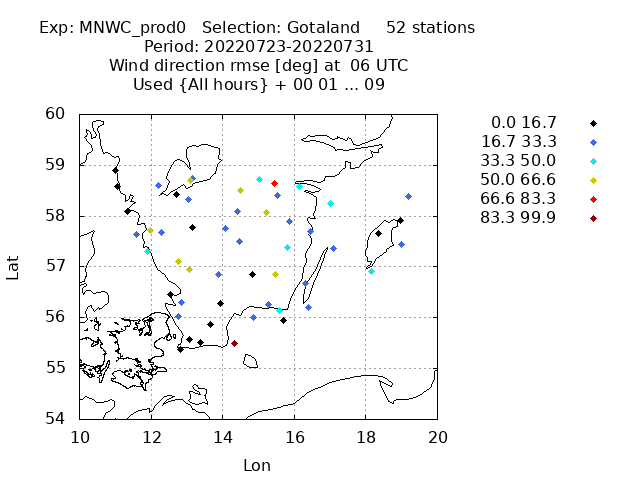 Exp: MNWC_prod0   Selection: Gotaland     52 stations
Period: 20220723-20220731
Wind direction rmse [deg] at  06 UTC
Used {All hours} + 00 01 ... 09
0.0 16.7
16.7 33.3
33.3 50.0
50.0 66.6
66.6 83.3
83.3 99.9
60
59
58
57
56
55
54
Lat
10 12 14 16 18 20
Lon